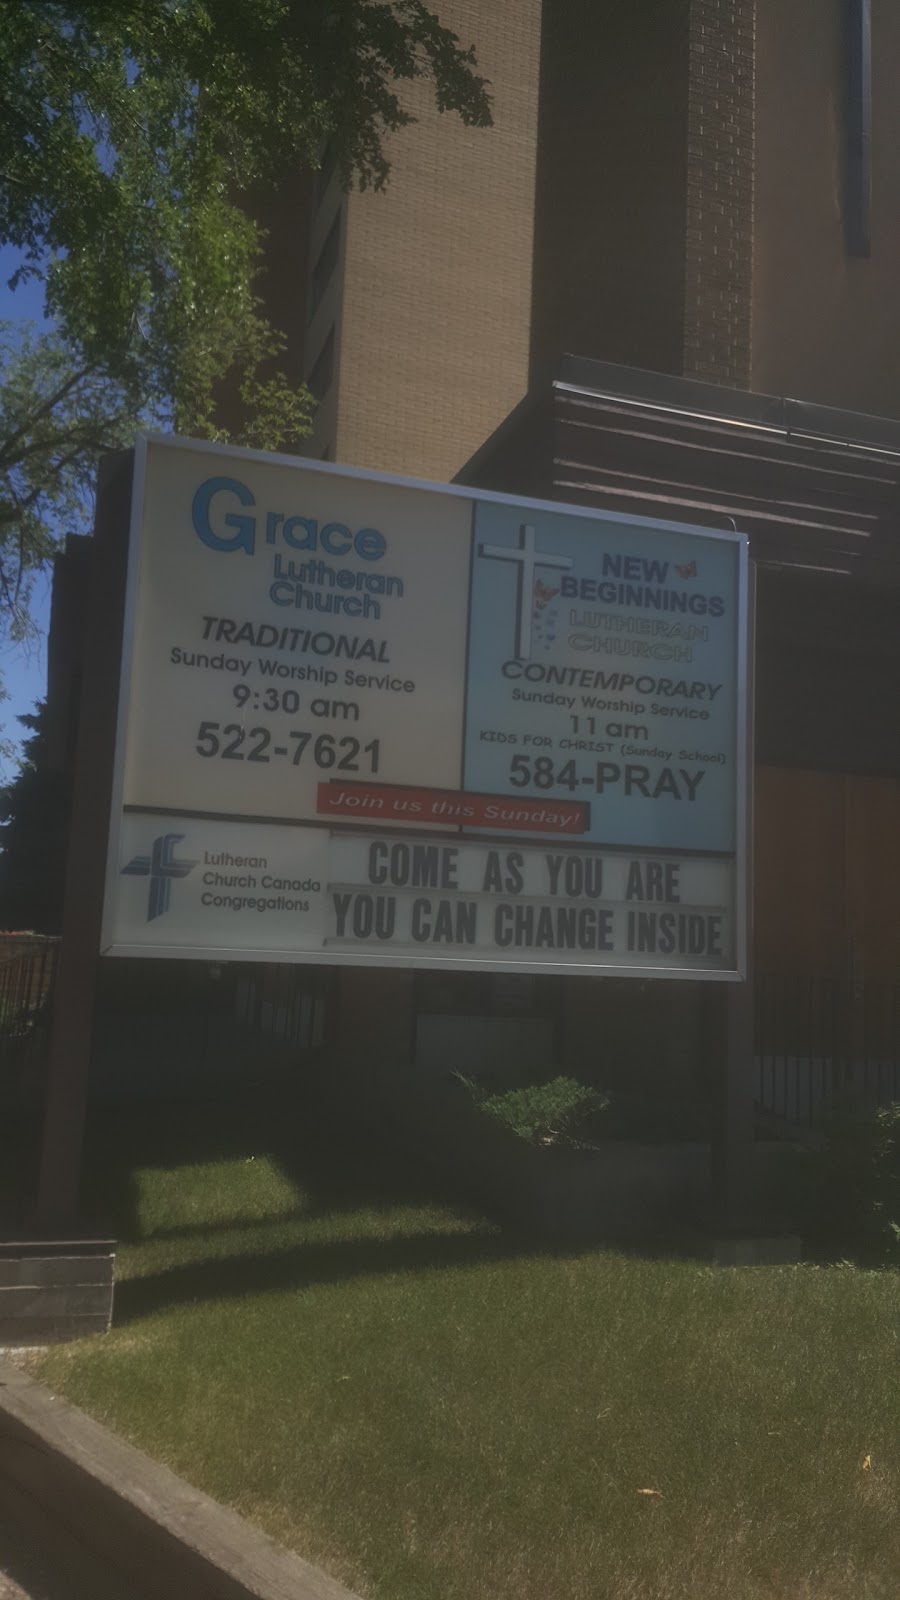 Grace
Lutheran
Church
TRADITIONAL
Sunday Worship Service
9:30 am
522-7621
NEW
BEGINNINGS
LUTHERAN
CHURCH
CONTEMPORARY
Sunday Worship Service
11 am
KIDS FOR CHRIST (Sunday School)
584-PRAY
Join us this Sunday!
Lutheran
Church Canada
Congregations
COME AS YOU ARE
YOU CAN CHANGE INSIDE